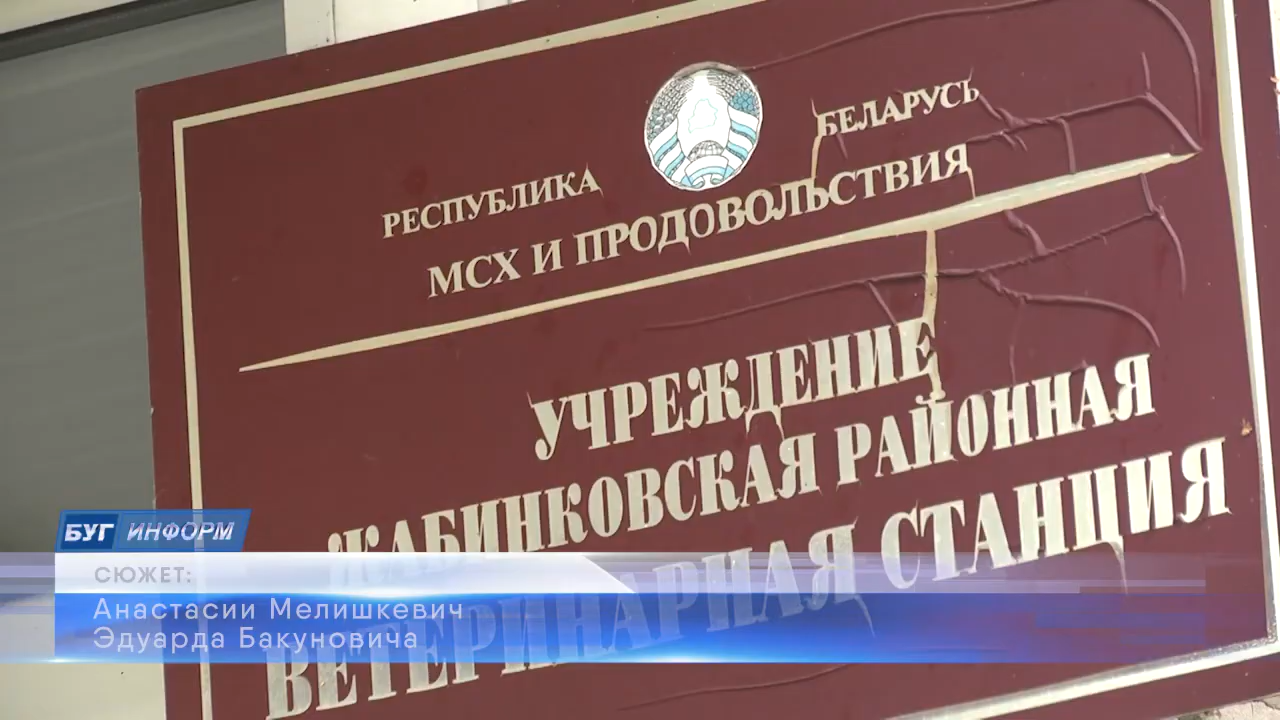 РЕСПУБЛИКА БЕЛАРУСЬ
МСХ И ПРОДОВОЛЬСТВИЯ
УЧРЕЖДЕНИЕ
ЖАБИНКОВСКАЯ РАЙОННАЯ
ВЕТЕРИНАРНАЯ СТАНЦИЯ
БУГ ИНФОРМ
СЮЖЕТ:
Анастасии Мелишкевич
Эдуарда Бакуновича